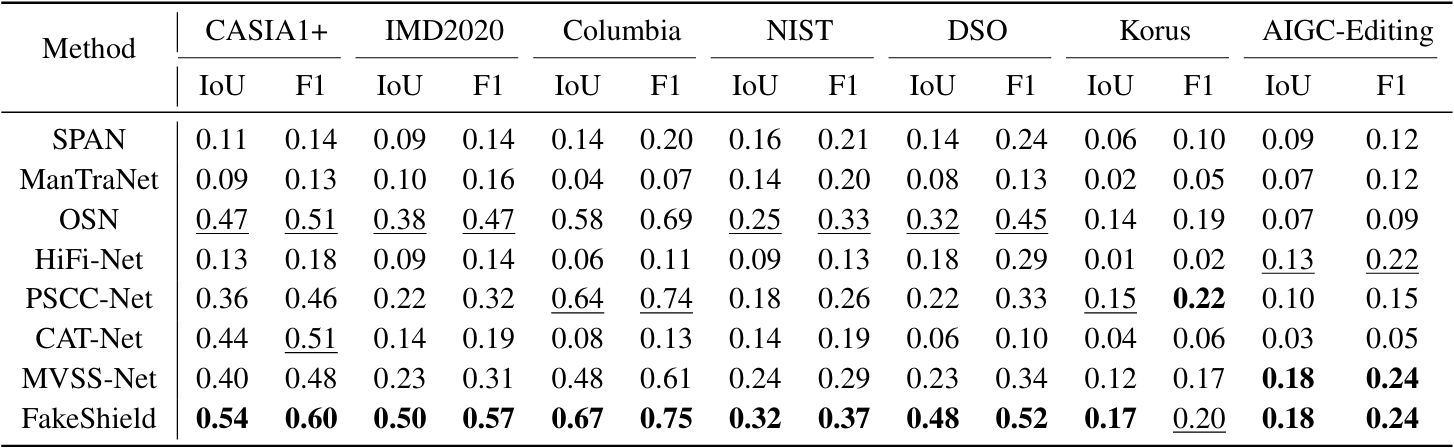 Method CASIA1+ IMD2020 Columbia NIST DSO Korus AIGC-Editing
IoU F1 IoU F1 IoU F1 IoU F1 IoU F1 IoU F1 IoU F1
SPAN 0.11 0.14 0.09 0.14 0.14 0.20 0.16 0.21 0.14 0.24 0.06 0.10 0.09 0.12
ManTraNet 0.09 0.13 0.10 0.16 0.04 0.07 0.14 0.20 0.08 0.13 0.02 0.05 0.07 0.12
OSN 0.47 0.51 0.38 0.47 0.58 0.69 0.25 0.33 0.32 0.45 0.14 0.19 0.07 0.09
HiFi-Net 0.13 0.18 0.09 0.14 0.06 0.11 0.09 0.13 0.18 0.29 0.01 0.02 0.13 0.22
PSCC-Net 0.36 0.46 0.22 0.32 0.64 0.74 0.18 0.26 0.22 0.33 0.15 0.22 0.10 0.15
CAT-Net 0.44 0.51 0.14 0.19 0.08 0.13 0.14 0.19 0.06 0.10 0.04 0.06 0.03 0.05
MVSS-Net 0.40 0.48 0.23 0.31 0.48 0.61 0.24 0.29 0.23 0.34 0.12 0.17 0.18 0.24
FakeShield 0.54 0.60 0.50 0.57 0.67 0.75 0.32 0.37 0.48 0.52 0.17 0.20 0.18 0.24